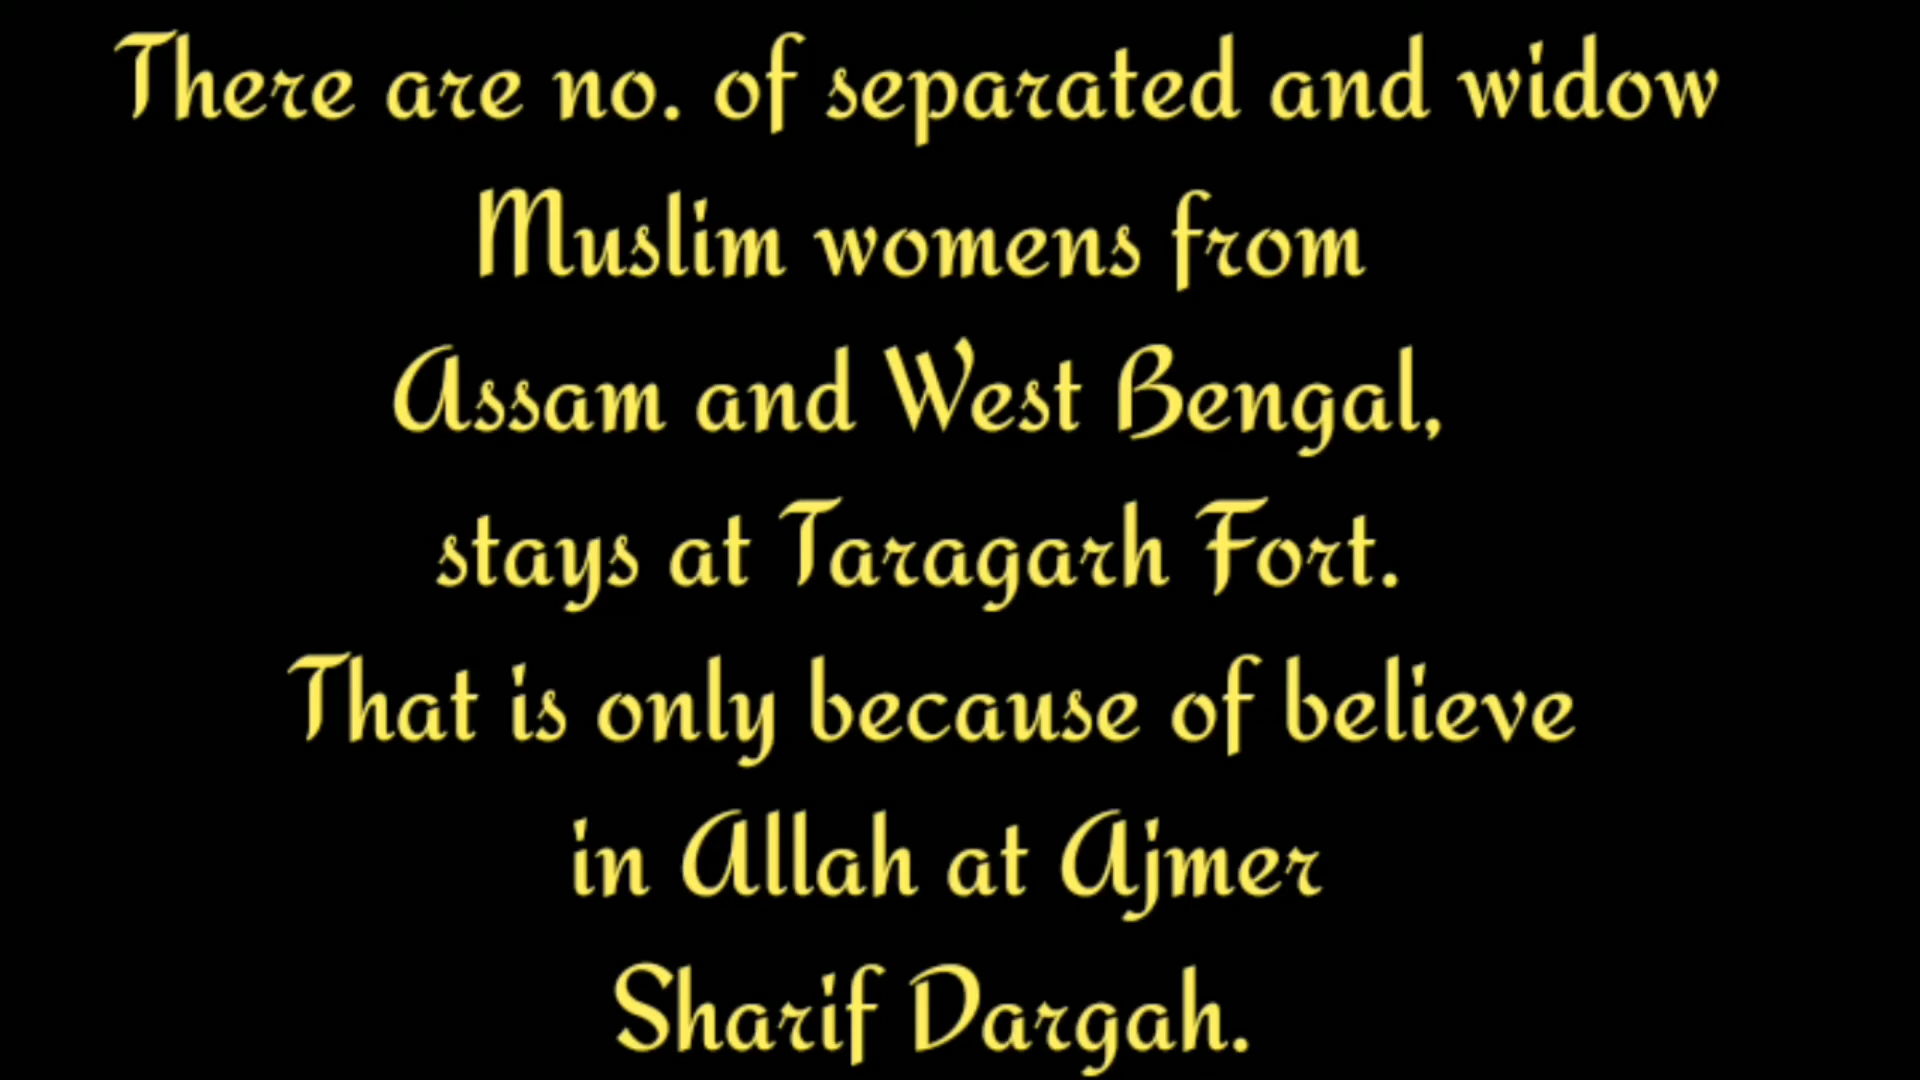 There are no. of separated and widow
Muslim womens from
Assam and West Bengal,
stays at Taragarh Fort.
That is only because of believe
in Allah at Ajmer
Sharif Dargah.